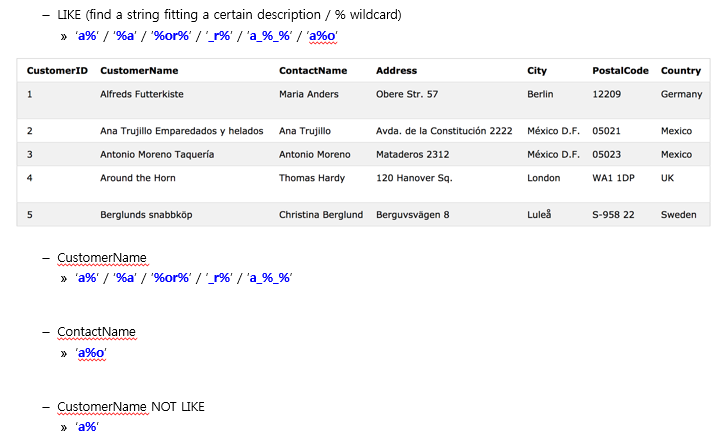 – LIKE (find a string fitting a certain description / % wildcard)
» 'a%' / '%a' / '%or%' / '_r%' / 'a_%_%' / 'a%o'
CustomerID CustomerName ContactName Address City PostalCode Country
1 Alfreds Futterkiste Maria Anders Obere Str. 57 Berlin 12209 Germany
2 Ana Trujillo Emparedados y helados Ana Trujillo Avda. de la Constitución 2222 México D.F. 05021 Mexico
3 Antonio Moreno Taquería Antonio Moreno Mataderos 2312 México D.F. 05023 Mexico
4 Around the Horn Thomas Hardy 120 Hanover Sq. London WA1 1DP UK
5 Berglunds snabbköp Christina Berglund Berguvsvägen 8 Luleå S-958 22 Sweden
– CustomerName
» 'a%' / '%a' / '%or%' / '_r%' / 'a_%_%'
– ContactName
» 'a%o'
– CustomerName NOT LIKE
» 'a%'